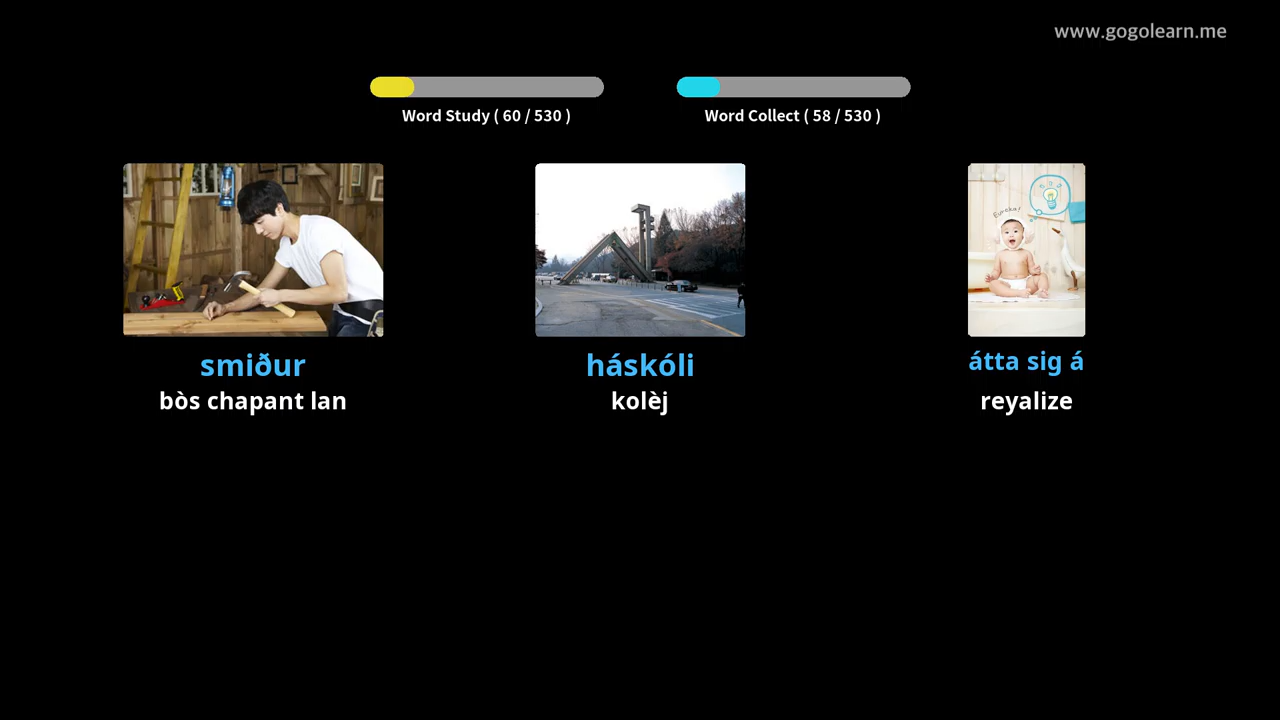 www.gogolearn.me
Word Study ( 60 / 530 )
Word Collect ( 58 / 530 )
Eureka!
smiður
háskóli
átta sig á
bòs chapant lan
kolèj
reyalize